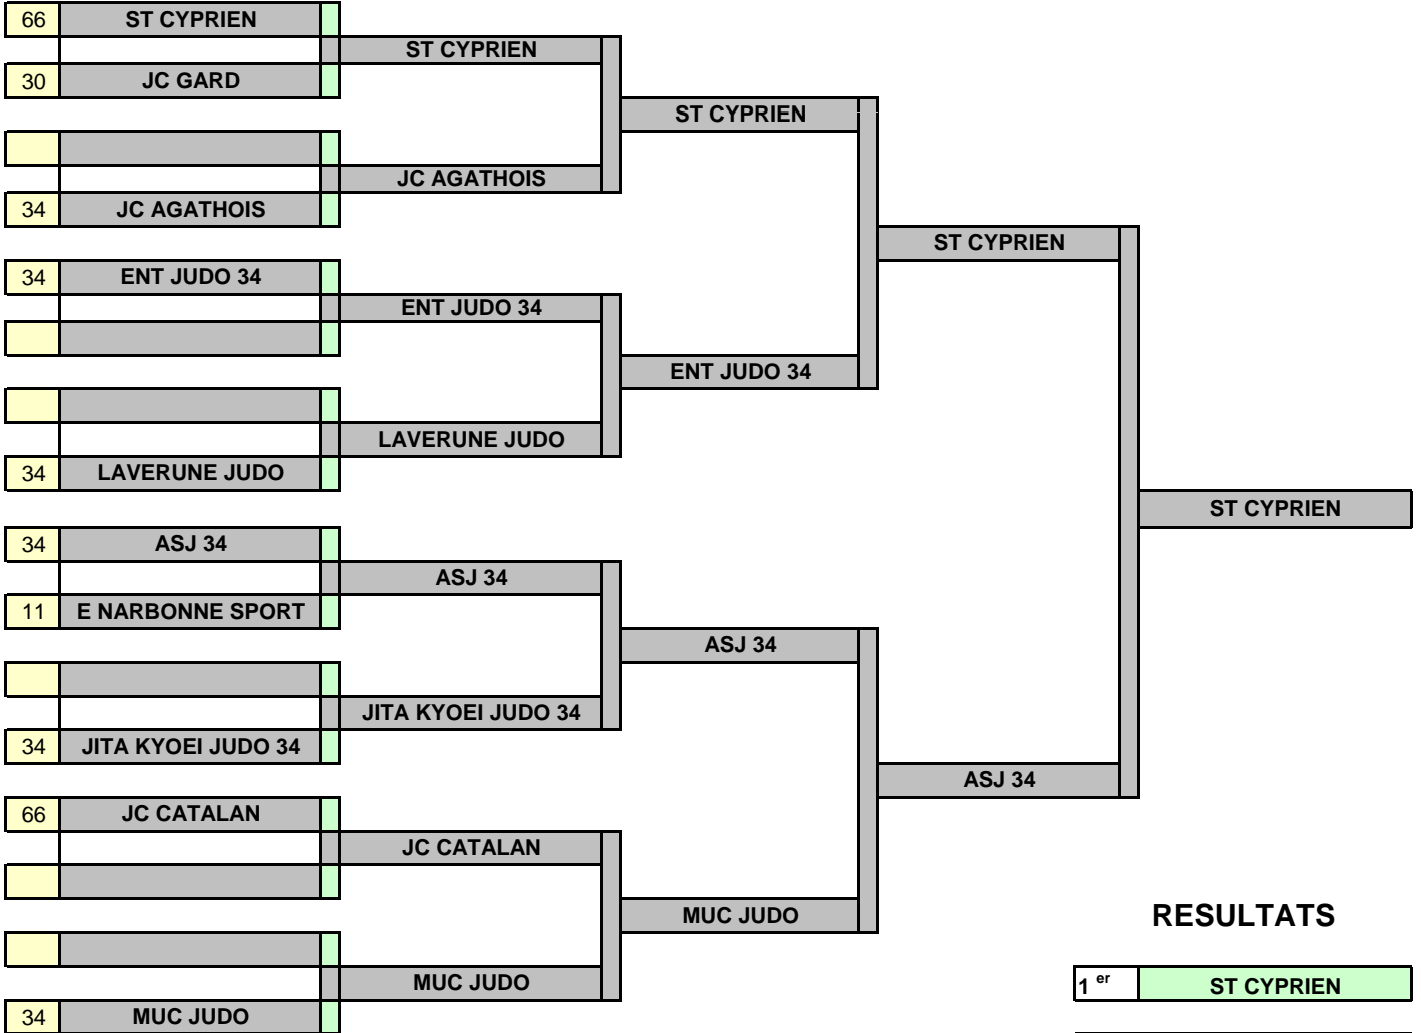 66 ST CYPRIEN
ST CYPRIEN
30 JC GARD
ST CYPRIEN
JC AGATHOIS
34 JC AGATHOIS
ST CYPRIEN
34 ENT JUDO 34
ENT JUDO 34
ENT JUDO 34
LAVERUNE JUDO
34 LAVERUNE JUDO
ST CYPRIEN
34 ASJ 34
ASJ 34
11 E NARBONNE SPORT
ASJ 34
JITA KYOEI JUDO 34
34 JITA KYOEI JUDO 34
ASJ 34
66 JC CATALAN
JC CATALAN
MUC JUDO
RESULTATS
MUC JUDO
1 er ST CYPRIEN
34 MUC JUDO